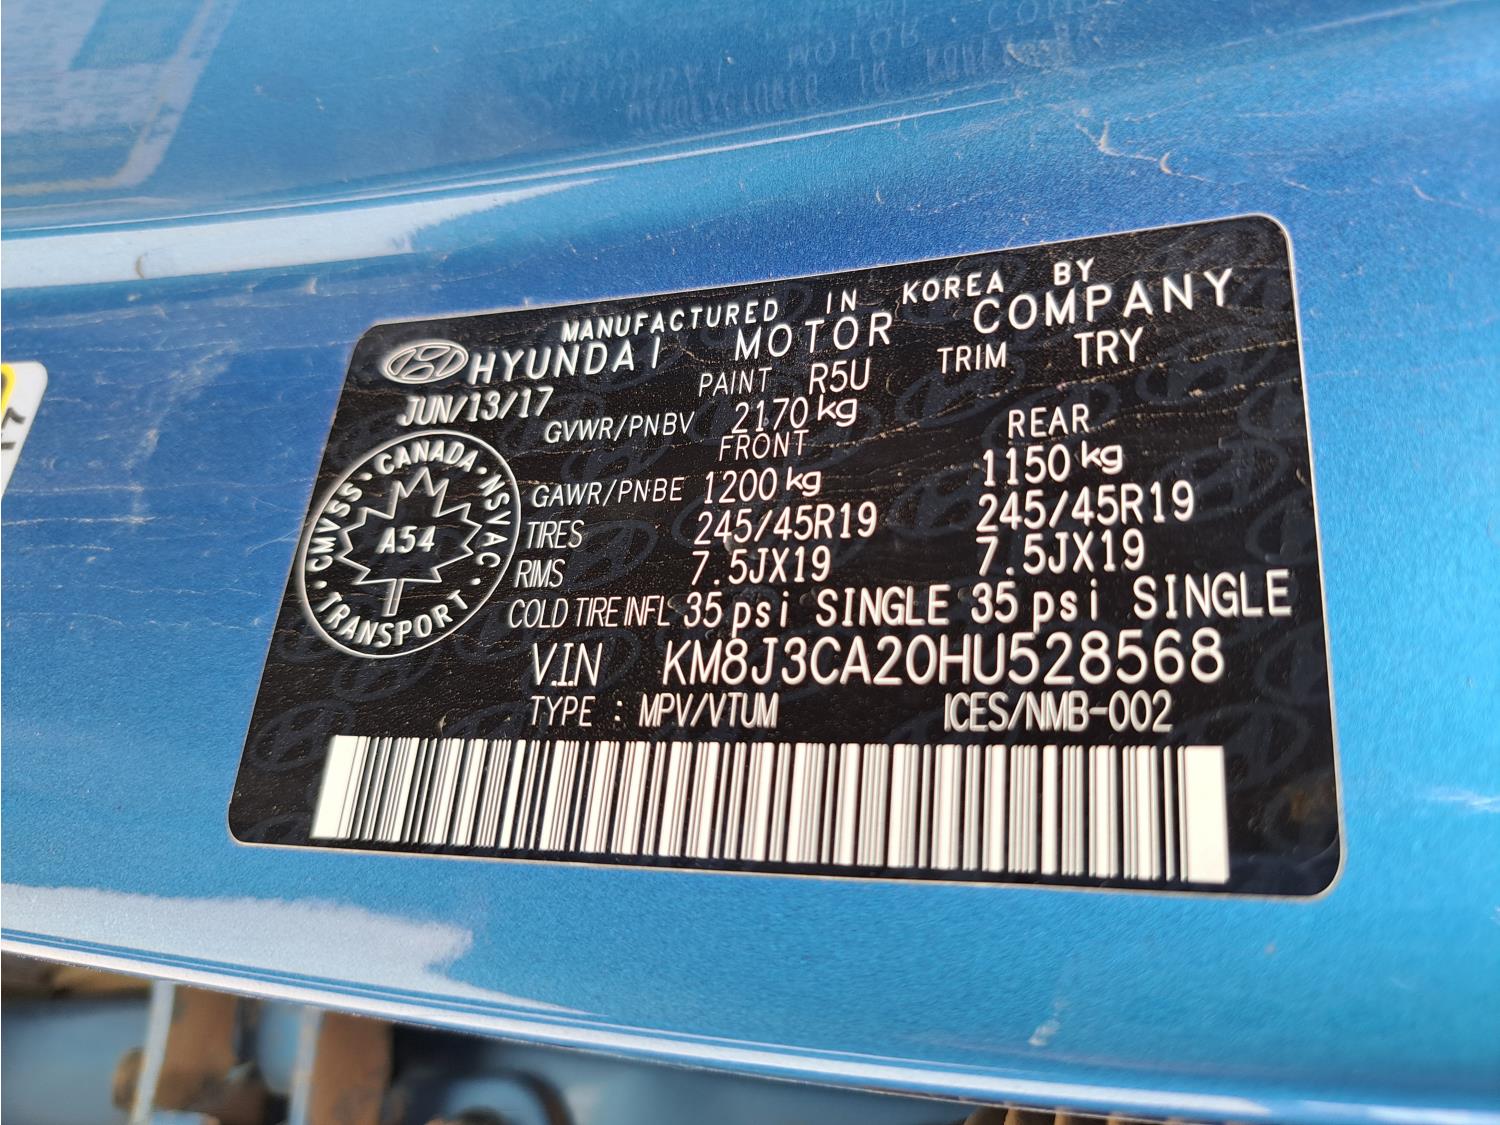 MANUFACTURED IN KOREA BY
HYUNDAI MOTOR COMPANY
JUN/13/17 PAINT R5U TRIM TRY
GVWR/PNBV 2170 kg
FRONT REAR
GAWR/PNBE 1200 kg 1150 kg
TIRES 245/45R19 245/45R19
RIMS 7.5JX19 7.5JX19
COLD TIRE INFL 35 psi SINGLE 35 psi SINGLE
V.I.N KM8J3CA20HU528568
TYPE : MPV/VTUM ICES/NMB-002
CMVSS · CANADA · NSVAC · TRANSPORT ·
A54